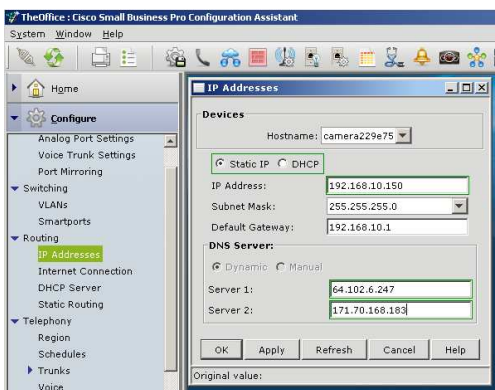 TheOffice : Cisco Small Business Pro Configuration Assistant
System Window Help
Home
Configure
Analog Port Settings
Voice Trunk Settings
Port Mirroring
Switching
VLANs
Smartports
Routing
IP Addresses
Internet Connection
DHCP Server
Static Routing
Telephony
Region
Schedules
Trunks
Voice
IP Addresses
Devices
Hostname: camera229e75
Static IP DHCP
IP Address: 192.168.10.150
Subnet Mask: 255.255.255.0
Default Gateway: 192.168.10.1
DNS Server:
Dynamic Manual
Server 1: 64.102.6.247
Server 2: 171.70.168.183
OK Apply Refresh Cancel Help
Original value: